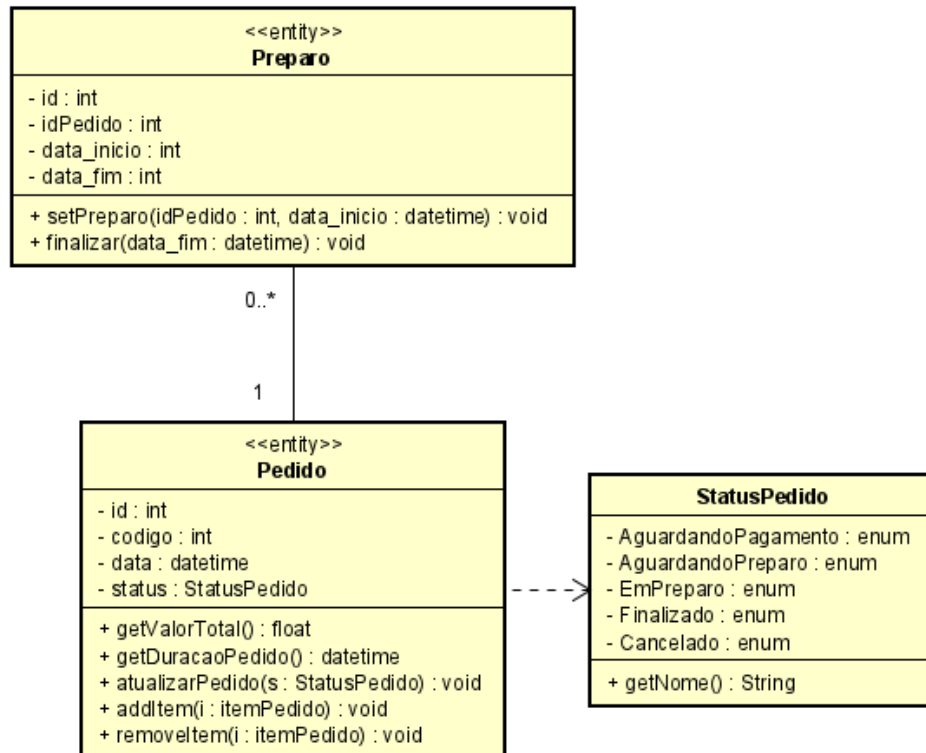 <<entity>>
Preparo
- id : int
- idPedido : int
- data_inicio : int
- data_fim : int
+ setPreparo(idPedido : int, data_inicio : datetime) : void
+ finalizar(data_fim : datetime) : void
0..*
1
<<entity>>
Pedido
- id : int
- codigo : int
- data : datetime
- status : StatusPedido
+ getValorTotal() : float
+ getDuracaoPedido() : datetime
+ atualizarPedido(s : StatusPedido) : void
+ addItem(i : itemPedido) : void
+ removeItem(i : itemPedido) : void
StatusPedido
- AguardandoPagamento : enum
- AguardandoPreparo : enum
- EmPreparo : enum
- Finalizado : enum
- Cancelado : enum
+ getNome() : String